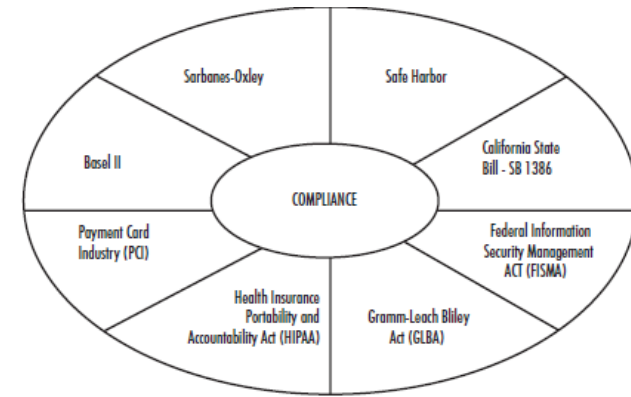 Sarbanes-Oxley
Safe Harbor
Basel II
California State
Bill - SB 1386
COMPLIANCE
Payment Card
Industry (PCI)
Federal Information
Security Management
ACT (FISMA)
Health Insurance
Portability and
Accountability Act (HIPAA)
Gramm-Leach Bliley
Act (GLBA)